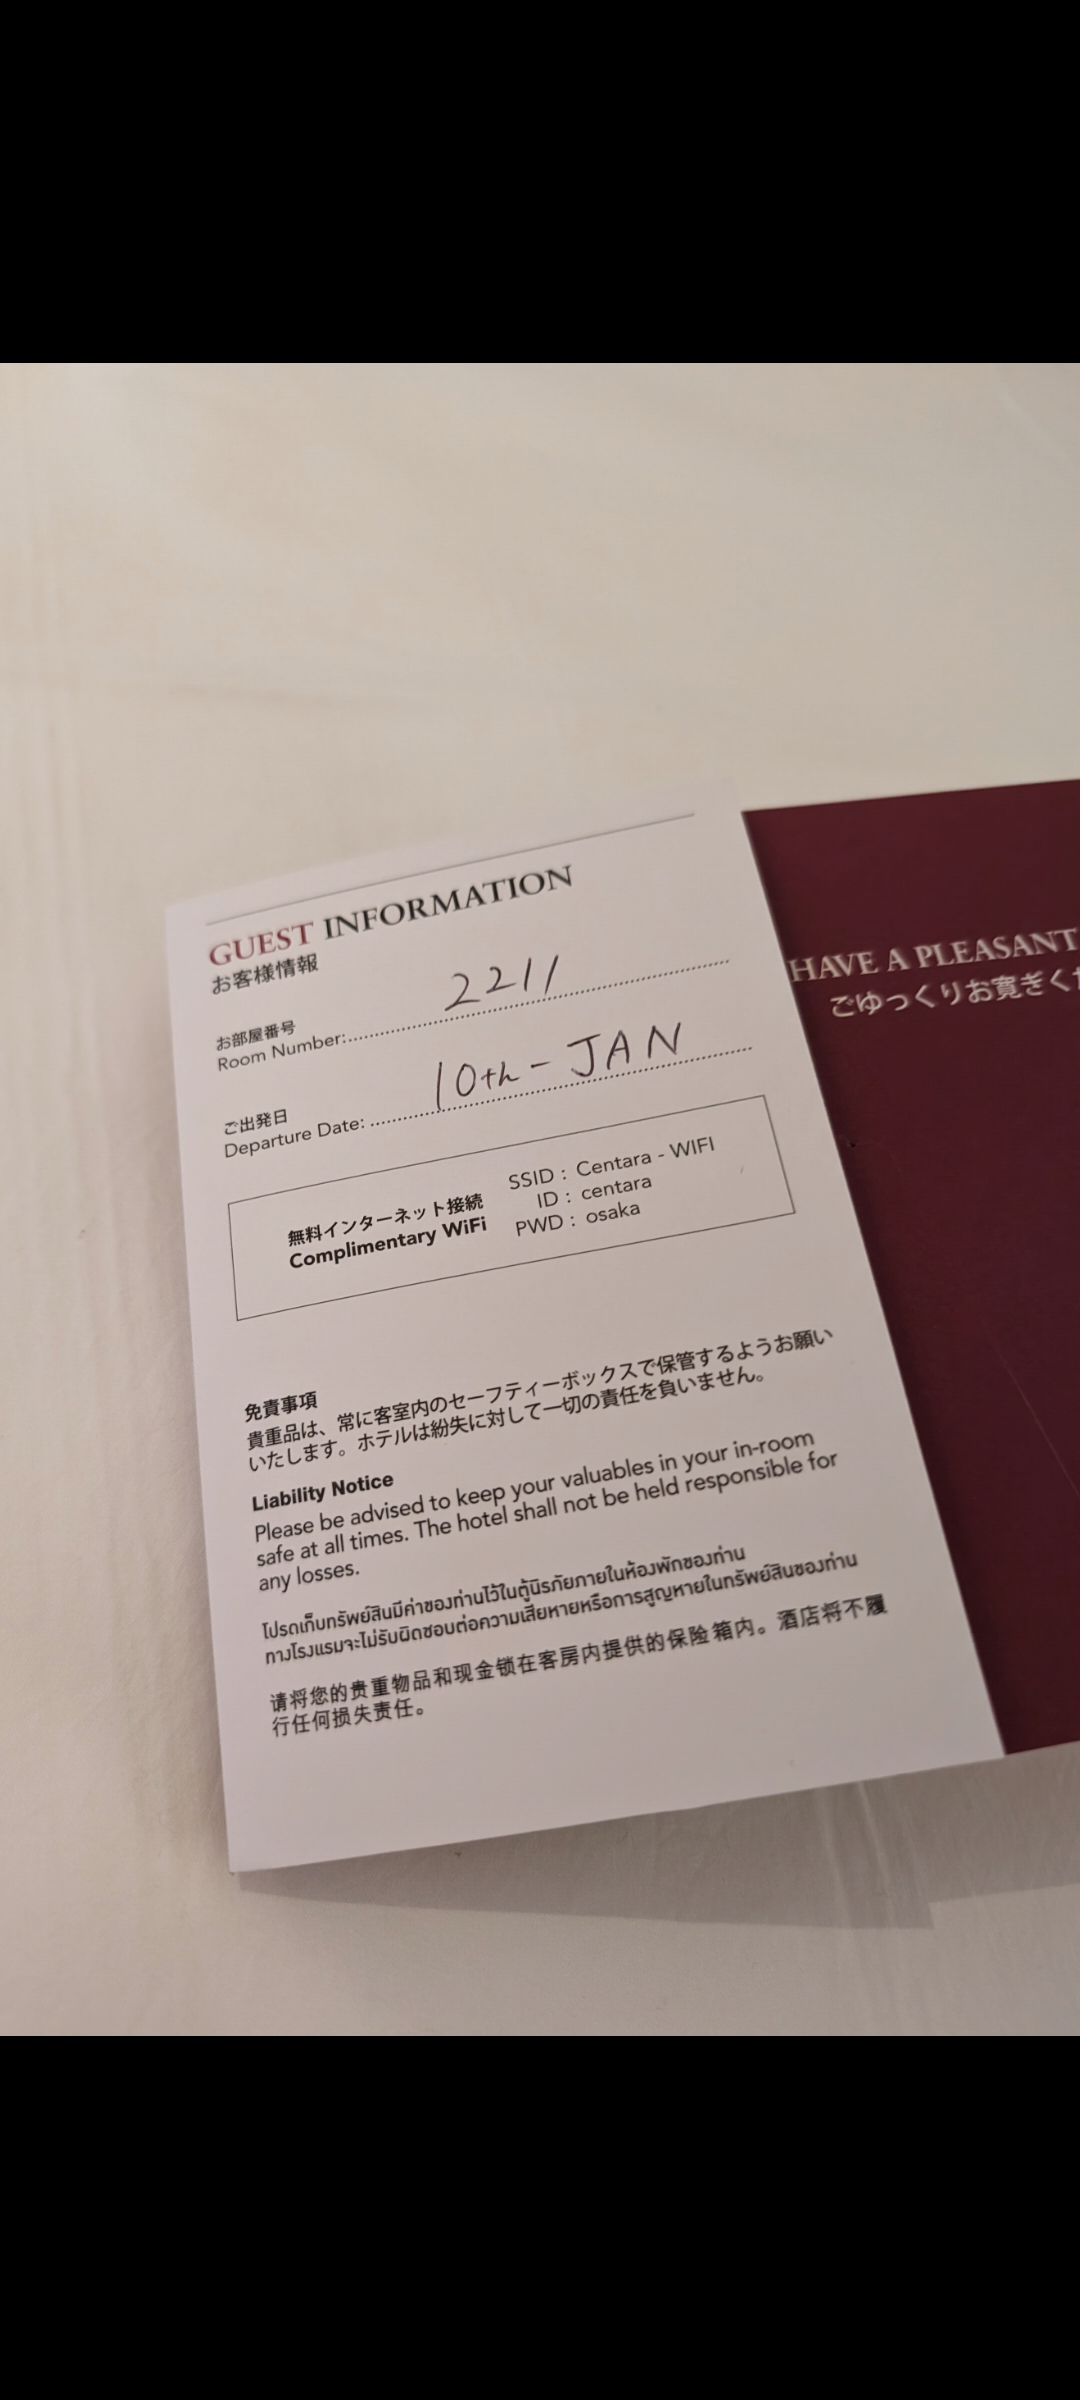 GUEST INFORMATION
お客様情報
お部屋番号
Room Number: 2211
ご出発日
Departure Date: 10th - JAN
無料インターネット接続
Complimentary WiFi
SSID : Centara - WIFI
ID : centara
PWD : osaka
免責事項
貴重品は、常に客室内のセーフティーボックスで保管するようお願い
いたします。ホテルは紛失に対して一切の責任を負いません。
Liability Notice
Please be advised to keep your valuables in your in-room
safe at all times. The hotel shall not be held responsible for
any losses.
โปรดเก็บทรัพย์สินมีค่าของท่านไว้ในตู้นิรภัยภายในห้องพักของท่าน
ทางโรงแรมจะไม่รับผิดชอบต่อความเสียหายหรือการสูญหายในทรัพย์สินของท่าน
请将您的贵重物品和现金锁在客房内提供的保险箱内。酒店将不履
行任何损失责任。
HAVE A PLEASANT
ごゆっくりお寛ぎくだ